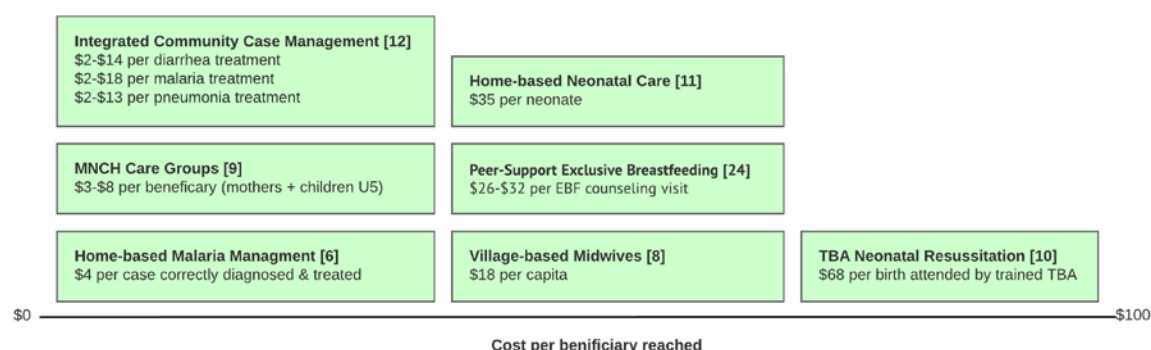 Integrated Community Case Management [12]
$2-$14 per diarrhea treatment
$2-$18 per malaria treatment
$2-$13 per pneumonia treatment
Home-based Neonatal Care [11]
$35 per neonate
MNCH Care Groups [9]
$3-$8 per beneficary (mothers + children U5)
Peer-Support Exclusive Breastfeeding [24]
$26-$32 per EBF counseling visit
Home-based Malaria Managment [6]
$4 per case correctly diagnosed & treated
Village-based Midwives [8]
$18 per capita
TBA Neonatal Resussitation [10]
$68 per birth attended by trained TBA
$0
$100
Cost per benificiary reached